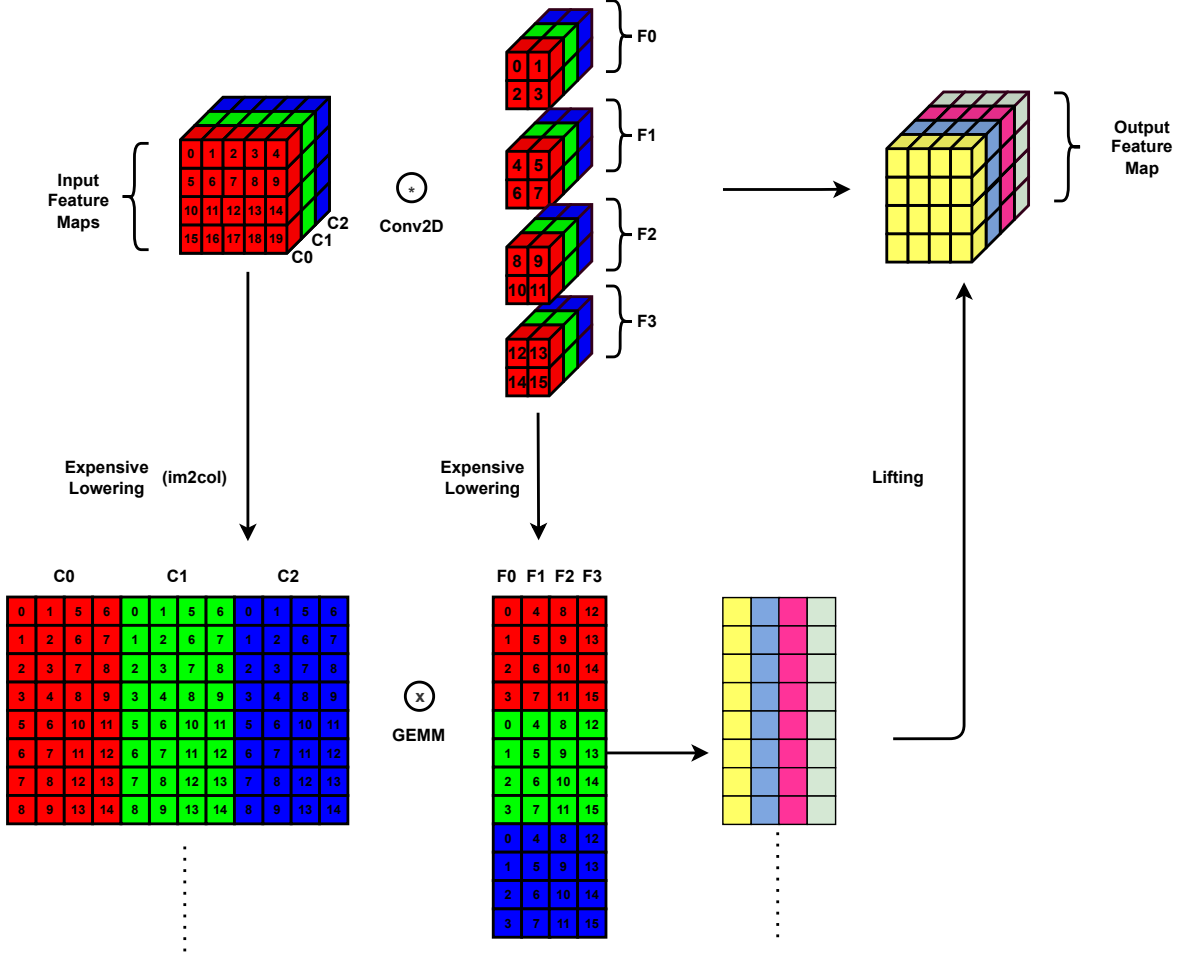 F0
0 1
2 3
F1
4 5
6 7
F2
8 9
10 11
F3
12 13
14 15
Input
Feature
Maps
0 1 2 3 4
5 6 7 8 9
10 11 12 13 14
15 16 17 18 19
C0
C1
C2
*
Conv2D
Output
Feature
Map
Expensive
Lowering
(im2col)
Expensive
Lowering
Lifting
C0 C1 C2
0 1 5 6 0 1 5 6 0 1 5 6
1 2 6 7 1 2 6 7 1 2 6 7
2 3 7 8 2 3 7 8 2 3 7 8
3 4 8 9 3 4 8 9 3 4 8 9
5 6 10 11 5 6 10 11 5 6 10 11
6 7 11 12 6 7 11 12 6 7 11 12
7 8 12 13 7 8 12 13 7 8 12 13
8 9 13 14 8 9 13 14 8 9 13 14
x
GEMM
F0 F1 F2 F3
0 4 8 12
1 5 9 13
2 6 10 14
3 7 11 15
0 4 8 12
1 5 9 13
2 6 10 14
3 7 11 15
0 4 8 12
1 5 9 13
2 6 10 14
3 7 11 15